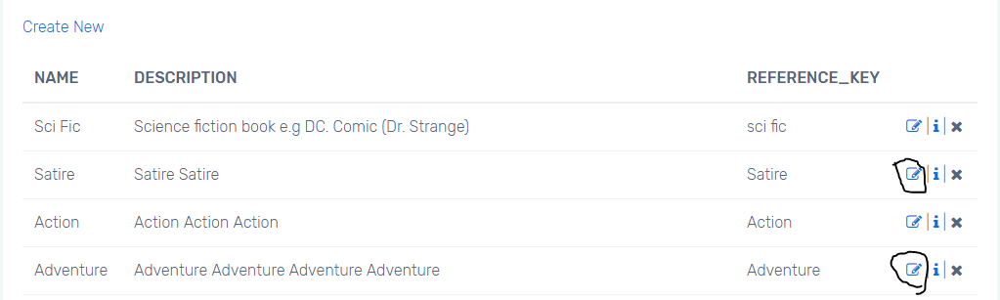 Create New
NAME DESCRIPTION REFERENCE_KEY
Sci Fic Science fiction book e.g DC. Comic (Dr. Strange) sci fic
Satire Satire Satire Satire
Action Action Action Action Action
Adventure Adventure Adventure Adventure Adventure Adventure